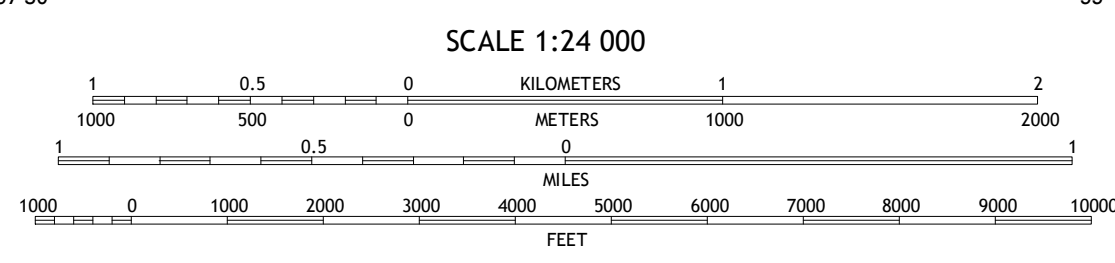 SCALE 1:24 000
1 0.5 0 KILOMETERS 1 2
1000 500 0 METERS 1000 2000
1 0.5 0 1
MILES
1000 0 1000 2000 3000 4000 5000 6000 7000 8000 9000 10000
FEET